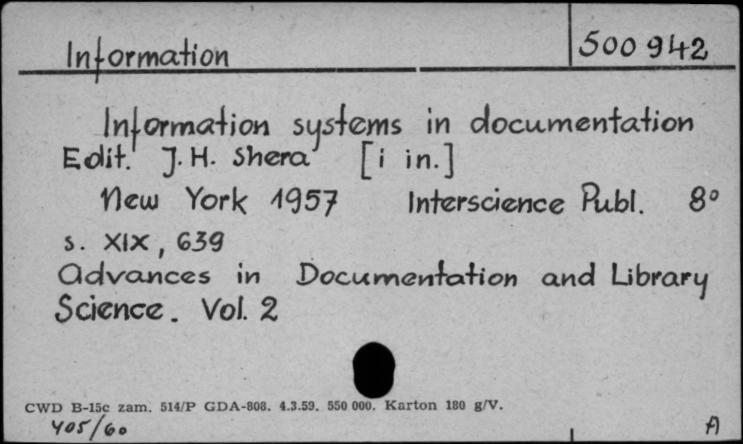 Information 500 942
Information systems in documentation
Edit. J. H. Shera [i in.]
New York 1957 Interscience Publ. 8°
s. XIX, 639
Advances in Documentation and Library
Science. Vol. 2
CWD B-15c zam. 514/P GDA-808. 4.3.59. 550 000. Karton 180 g/V.
405/60 A